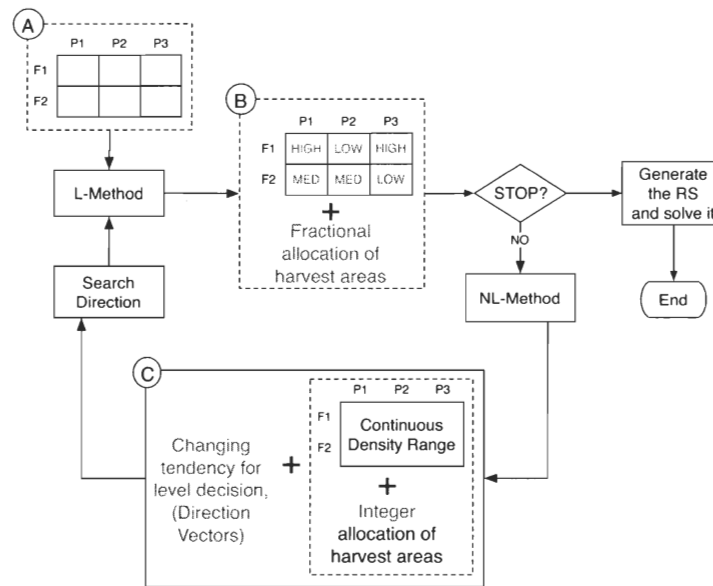 A
P1 P2 P3
F1
F2
L-Method
Search
Direction
B
P1 P2 P3
F1 HIGH LOW HIGH
F2 MED MED LOW
+
Fractional
allocation of
harvest areas
STOP?
NO
Generate
the RS
and solve it
End
NL-Method
C
Changing
tendency for
level decision,
(Direction
Vectors)
+
P1 P2 P3
F1
F2
Continuous
Density Range
+
Integer
allocation of
harvest areas